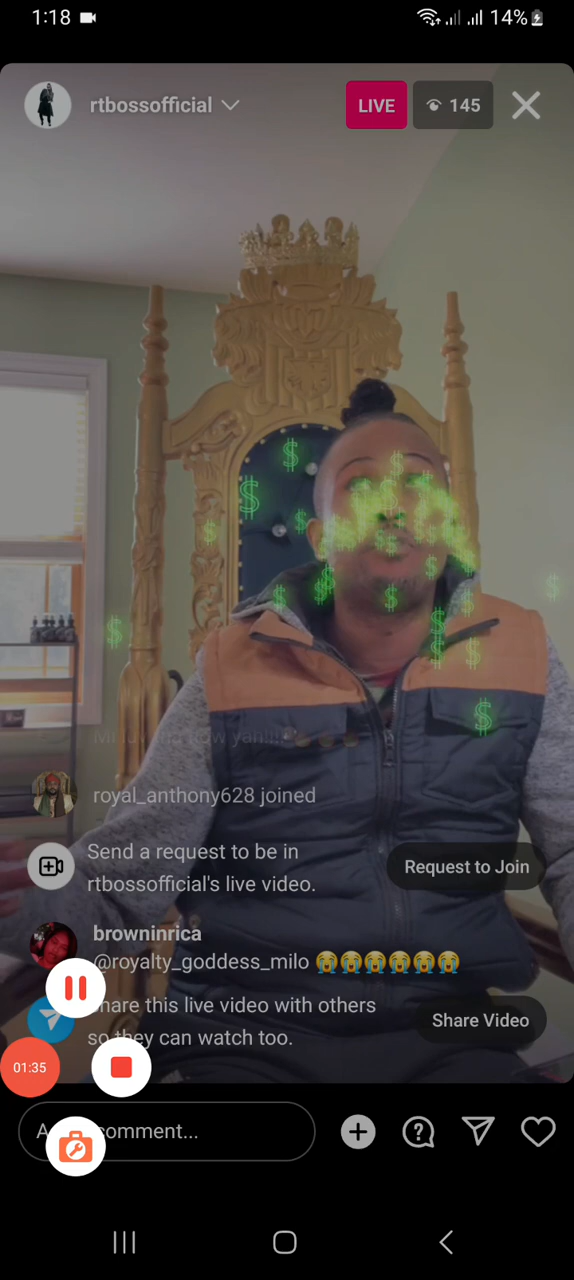 1:18
14%
rtbossofficial
LIVE
145
royal_anthony628 joined
Send a request to be in
rtbossofficial's live video.
Request to Join
browninrica
@royalty_goddess_milo 😭😭😭😭😭😭
share this live video with others
so they can watch too.
Share Video
01:35
comment...